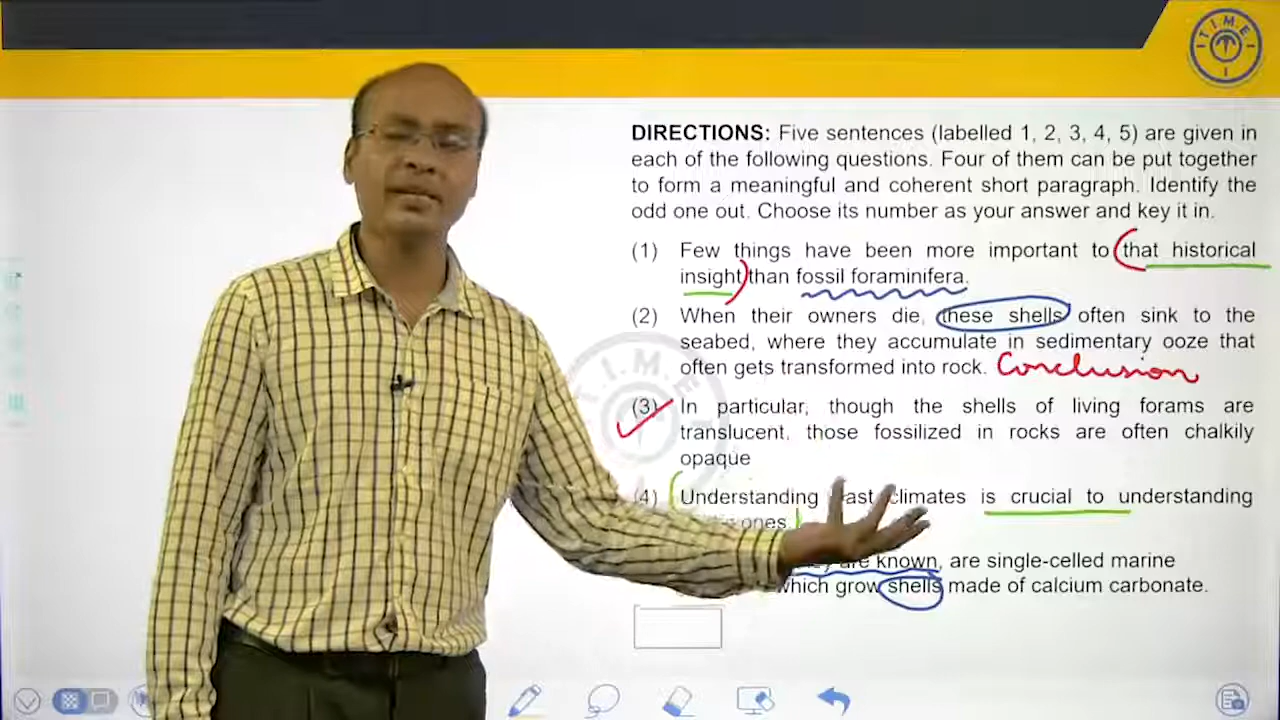 T.I.M.E
DIRECTIONS: Five sentences (labelled 1, 2, 3, 4, 5) are given in
each of the following questions. Four of them can be put together
to form a meaningful and coherent short paragraph. Identify the
odd one out. Choose its number as your answer and key it in.
(1) Few things have been more important to that historical
insight than fossil foraminifera.
(2) When their owners die, these shells often sink to the
seabed, where they accumulate in sedimentary ooze that
often gets transformed into rock. Conclusion
(3) In particular, though the shells of living forams are
translucent, those fossilized in rocks are often chalkily
opaque
(4) Understanding past climates is crucial to understanding
ones.
are known, are single-celled marine
which grow shells made of calcium carbonate.